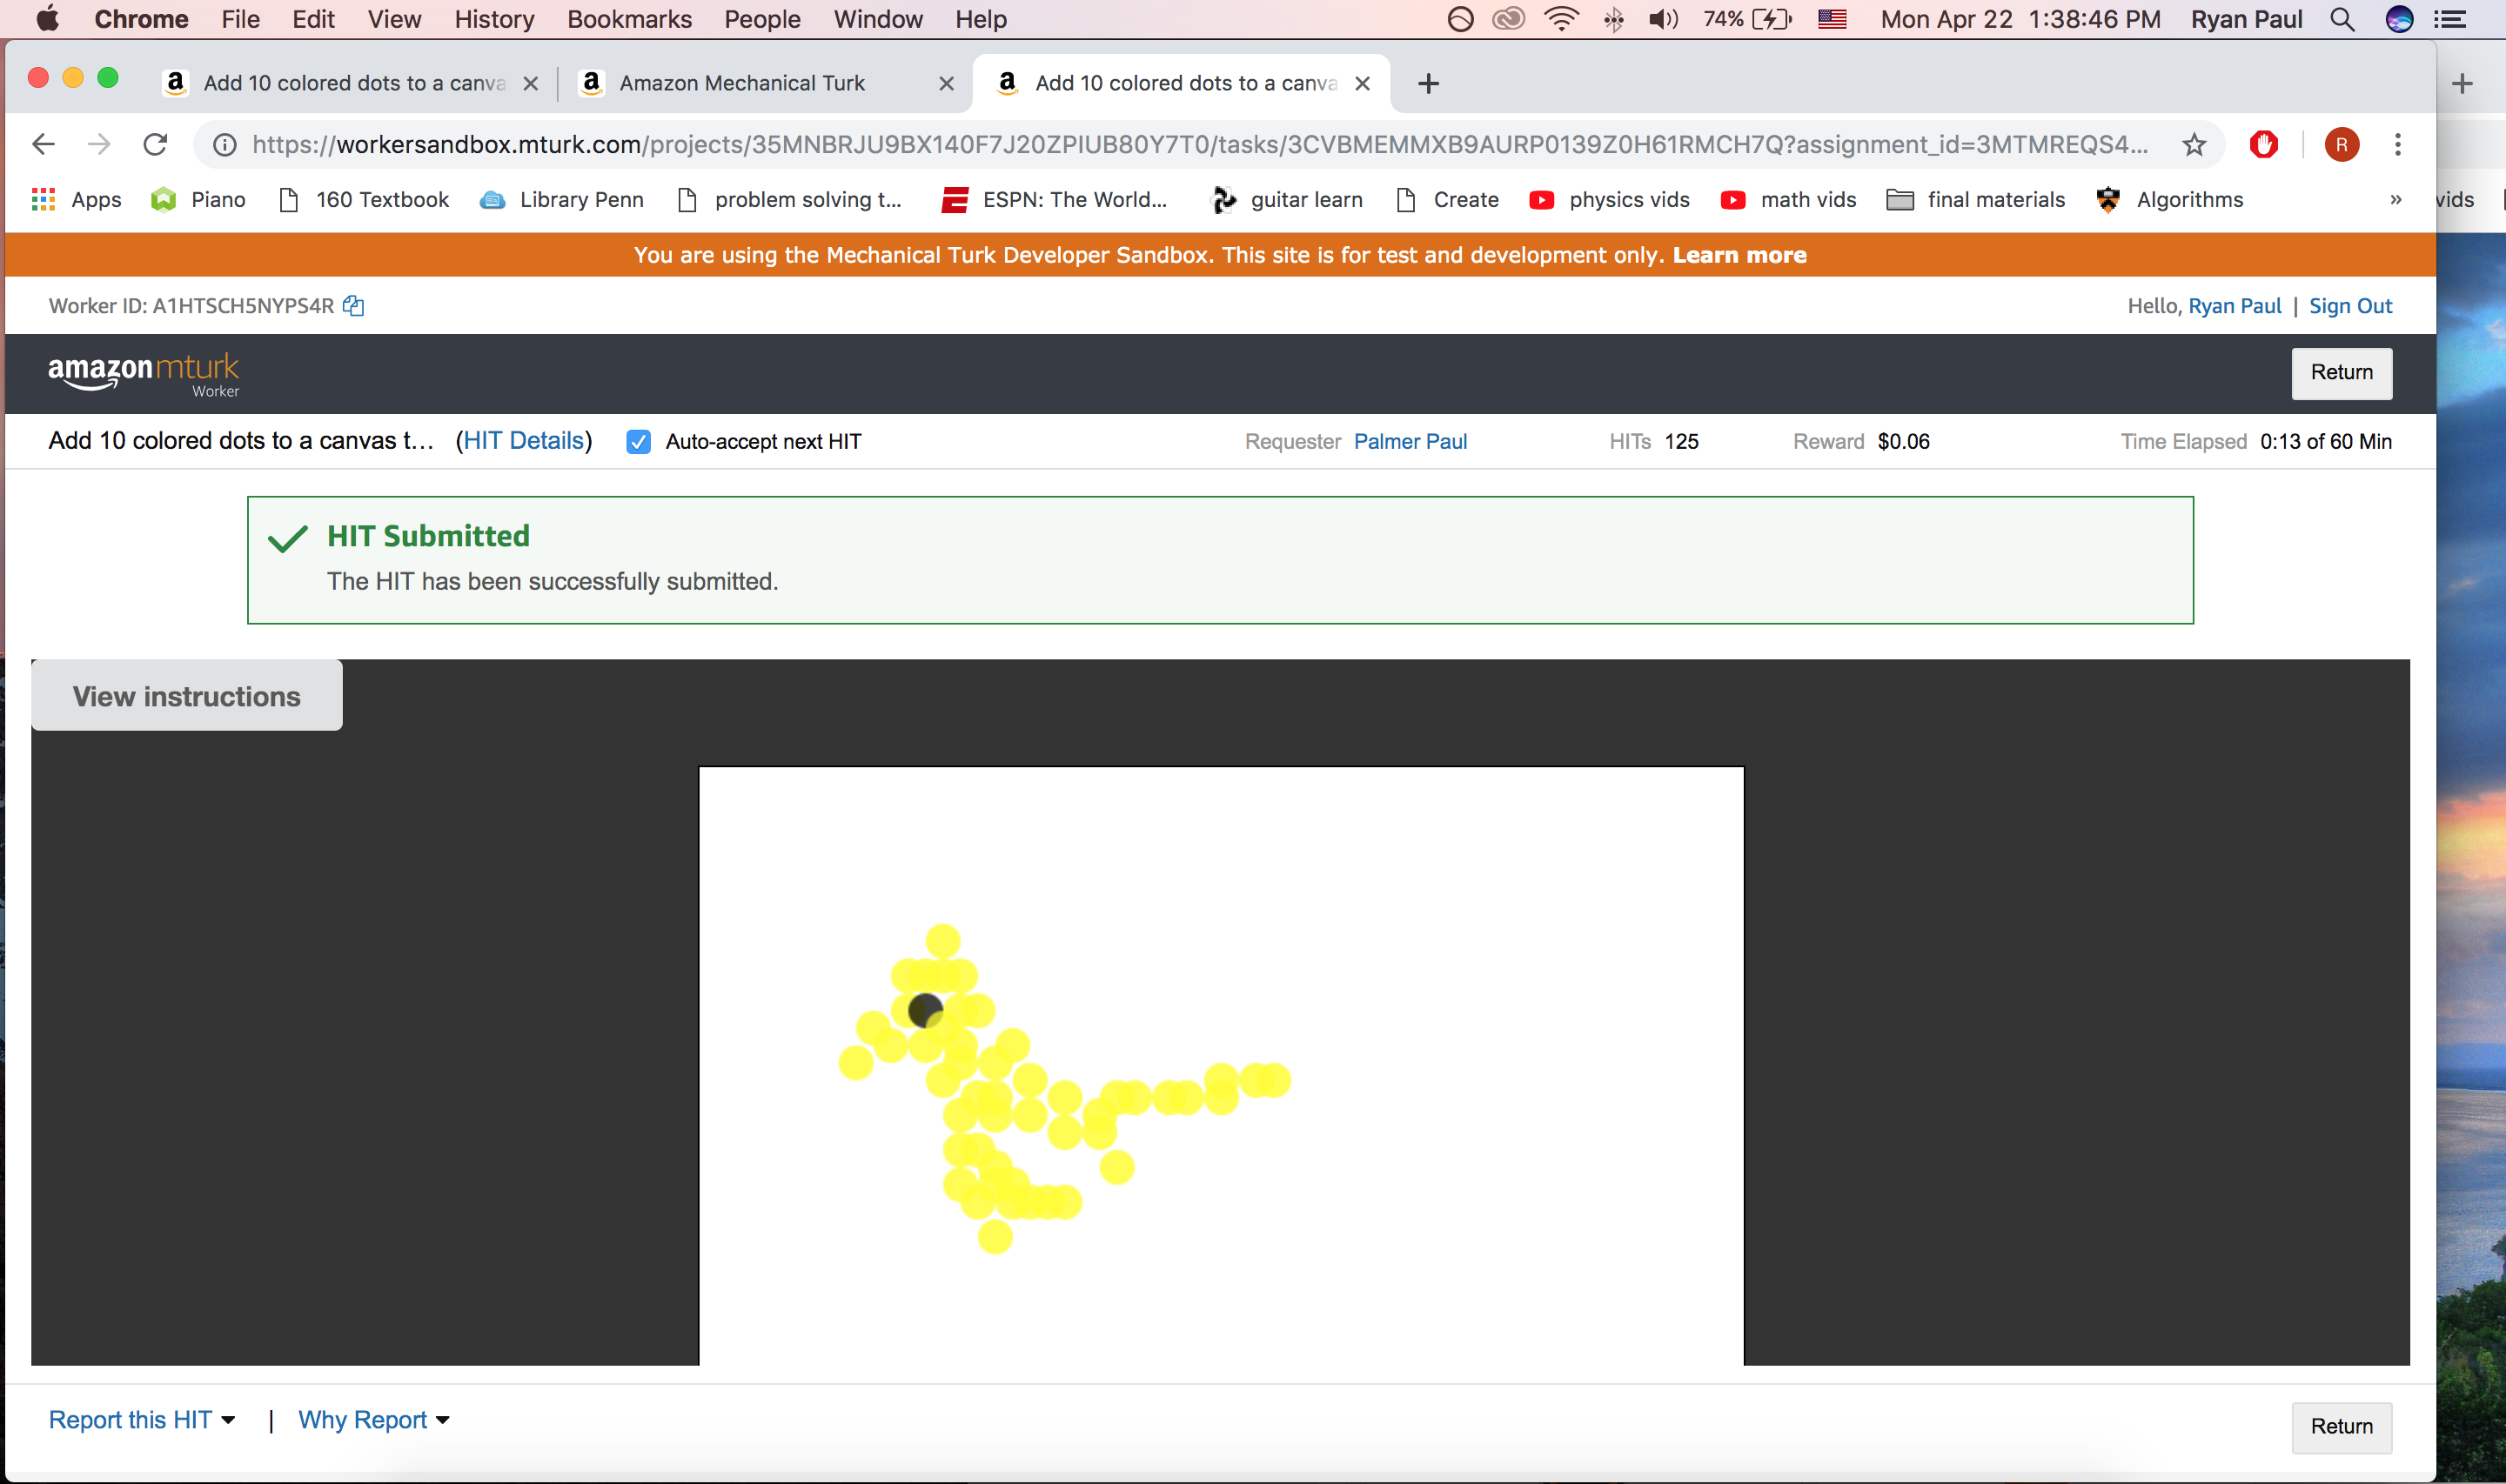 Chrome File Edit View History Bookmarks People Window Help 74% Mon Apr 22 1:38:46 PM Ryan Paul
Add 10 colored dots to a canva Amazon Mechanical Turk Add 10 colored dots to a canva
https://workersandbox.mturk.com/projects/35MNBRJU9BX140F7J20ZPIUB80Y7T0/tasks/3CVBMEMMXB9AURP0139Z0H61RMCH7Q?assignment_id=3MTMREQS4... R
Apps Piano 160 Textbook Library Penn problem solving t... ESPN: The World... guitar learn Create physics vids math vids final materials Algorithms » vids
You are using the Mechanical Turk Developer Sandbox. This site is for test and development only. Learn more
Worker ID: A1HTSCH5NYPS4R Hello, Ryan Paul | Sign Out
amazon mturk
Worker
Return
Add 10 colored dots to a canvas t... (HIT Details) Auto-accept next HIT Requester Palmer Paul HITs 125 Reward $0.06 Time Elapsed 0:13 of 60 Min
HIT Submitted
The HIT has been successfully submitted.
View instructions
Report this HIT | Why Report Return